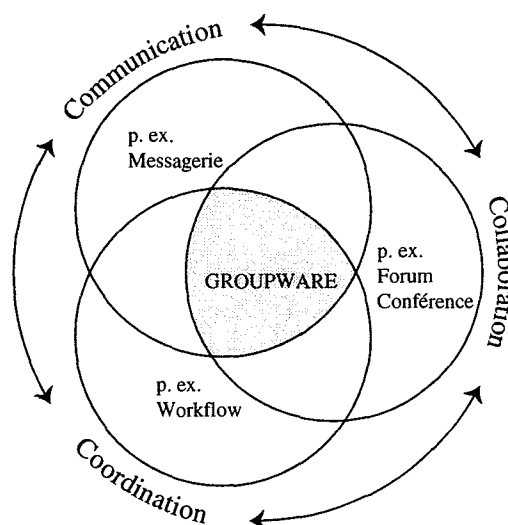 Communication
p. ex.
Messagerie
Collaboration
p. ex.
Forum
Conférence
GROUPWARE
p. ex.
Workflow
Coordination